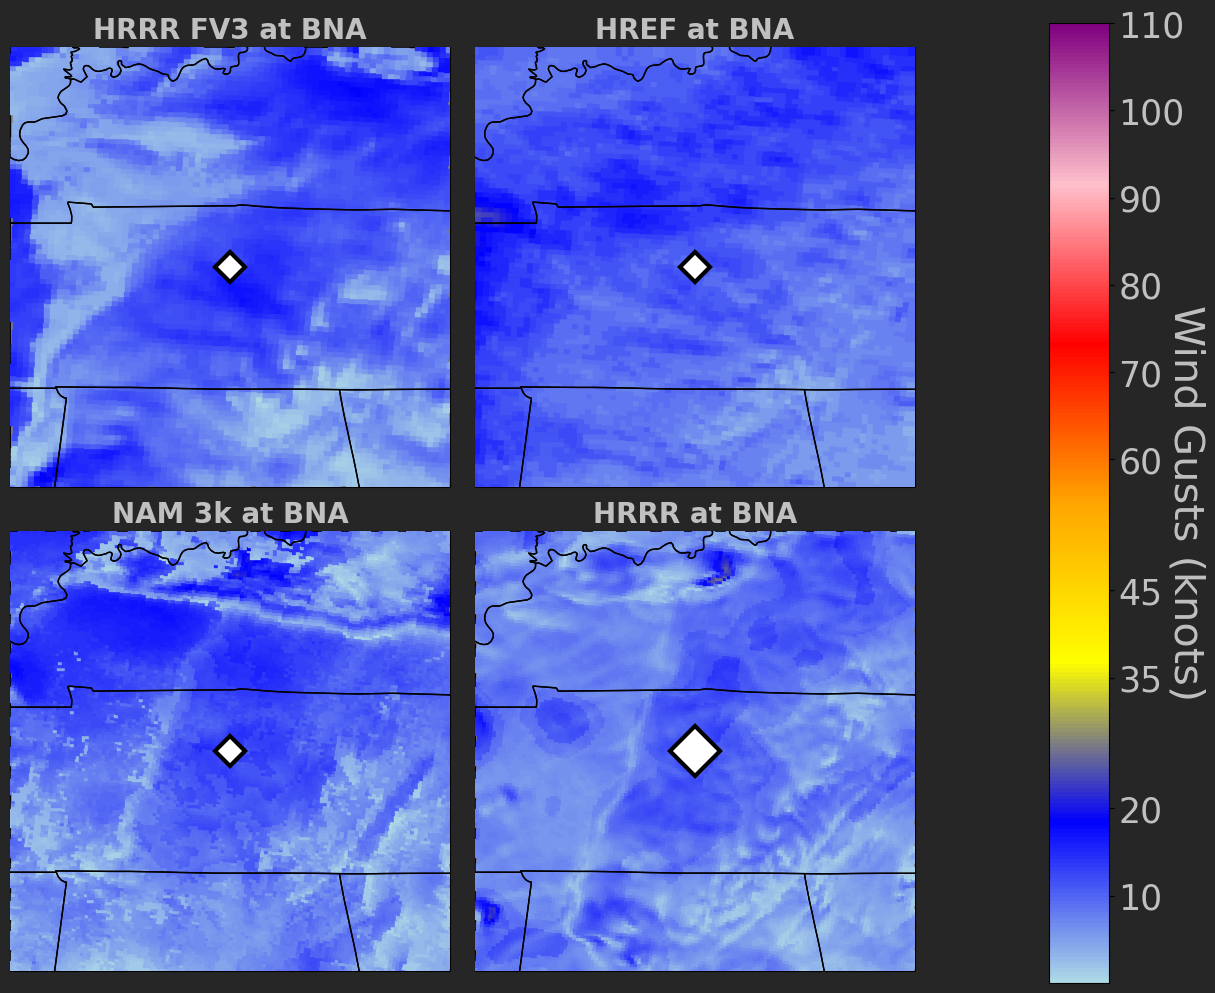 HRRR FV3 at BNA
HREF at BNA
NAM 3k at BNA
HRRR at BNA
110
100
90
80
70
60
45
35
20
10
Wind Gusts (knots)